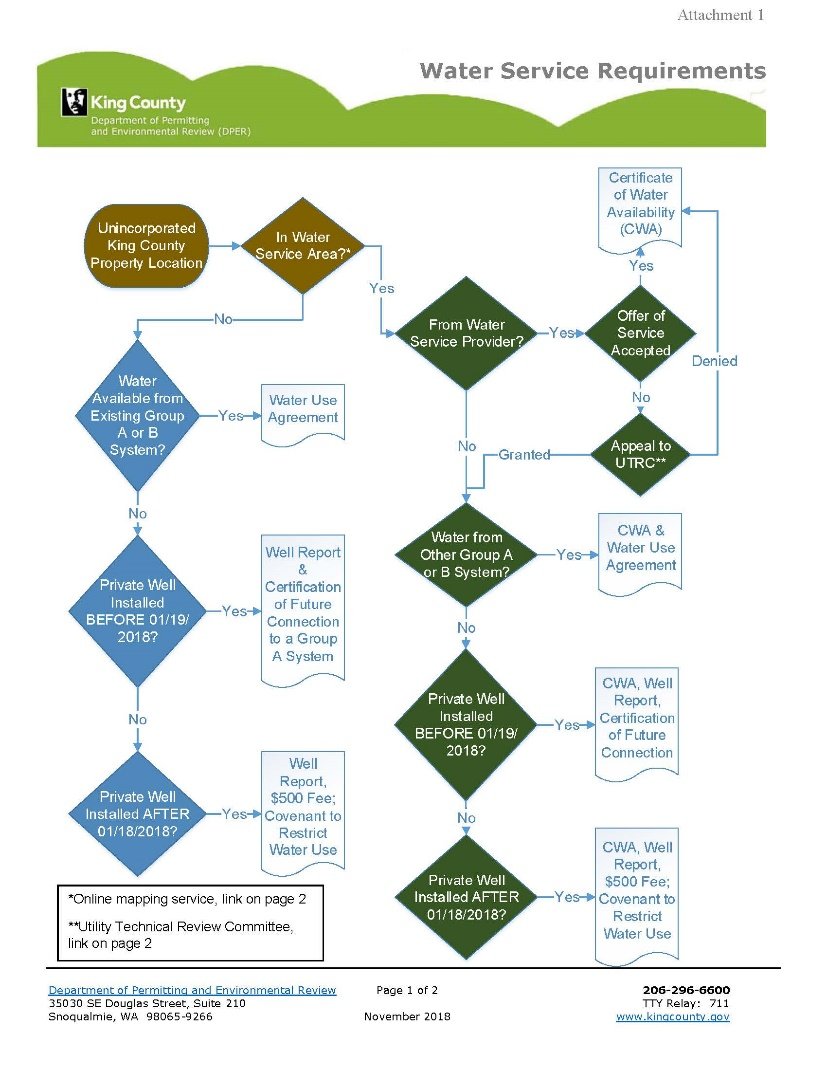 Attachment 1
Water Service Requirements
King County
Department of Permitting
and Environmental Review (DPER)
Unincorporated
King County
Property Location
In Water
Service Area?*
Yes
No
Certificate
of Water
Availability
(CWA)
Yes
From Water
Service Provider?
Yes
Offer of
Service
Accepted
Denied
No
Appeal to
UTRC**
Granted
No
Water
Available from
Existing Group
A or B
System?
Yes
Water Use
Agreement
No
Private Well
Installed
BEFORE 01/19/
2018?
Yes
Well Report
&
Certification
of Future
Connection
to a Group
A System
No
Private Well
Installed AFTER
01/18/2018?
Yes
Well
Report,
$500 Fee;
Covenant to
Restrict
Water Use
Water from
Other Group A
or B System?
Yes
CWA &
Water Use
Agreement
No
Private Well
Installed
BEFORE 01/19/
2018?
Yes
CWA, Well
Report,
Certification
of Future
Connection
No
Private Well
Installed AFTER
01/18/2018?
Yes
CWA, Well
Report,
$500 Fee;
Covenant to
Restrict
Water Use
*Online mapping service, link on page 2
**Utility Technical Review Committee,
link on page 2
Department of Permitting and Environmental Review
35030 SE Douglas Street, Suite 210
Snoqualmie, WA 98065-9266
Page 1 of 2
November 2018
206-296-6600
TTY Relay: 711
www.kingcounty.gov